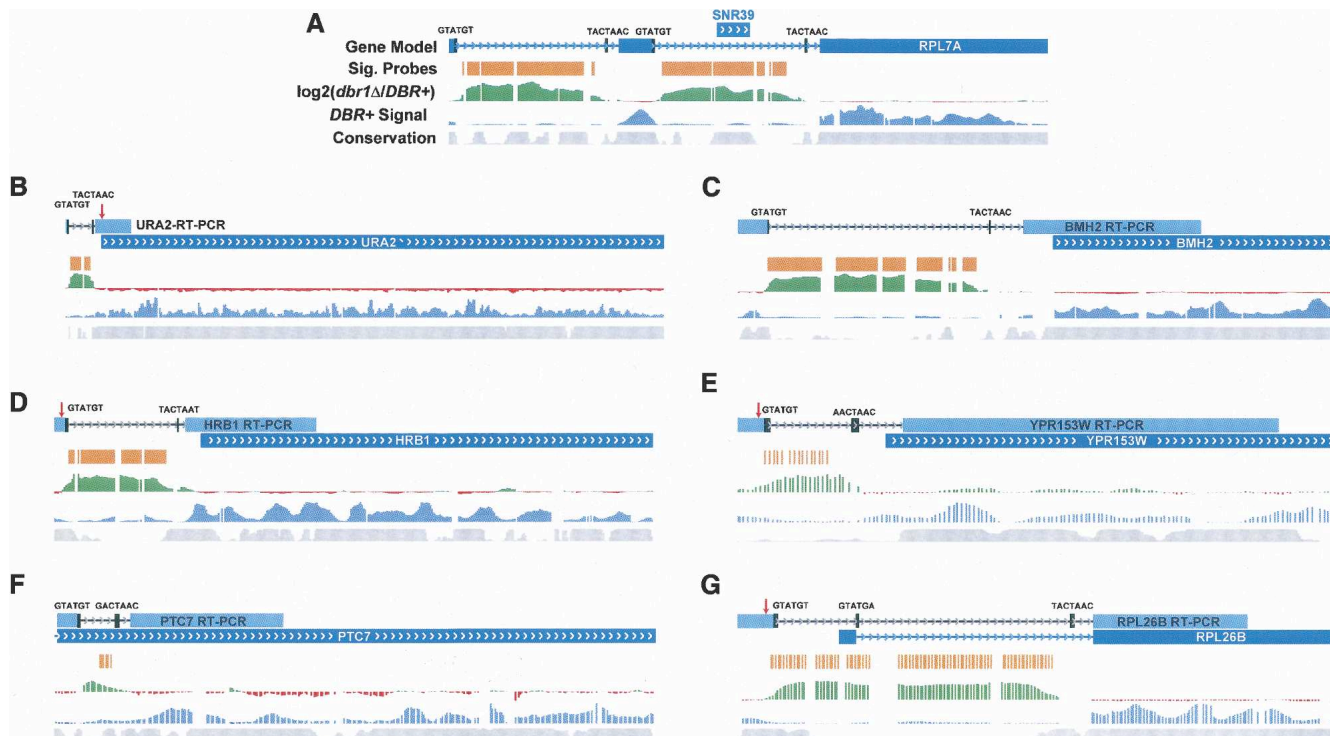 A
SNR39
GTATGT TACTAAC GTATGT TACTAAC
Gene Model RPL7A
Sig. Probes
log2(dbr1Δ/DBR+)
DBR+ Signal
Conservation
B
TACTAAC
GTATGT
URA2-RT-PCR
URA2
C
GTATGT TACTAAC
BMH2 RT-PCR
BMH2
D
GTATGT TACTAAT
HRB1 RT-PCR
HRB1
E
GTATGT AACTAAC
YPR153W RT-PCR
YPR153W
F
GTATGT GACTAAC
PTC7 RT-PCR
PTC7
G
GTATGT GTATGA TACTAAC
RPL26B RT-PCR
RPL26B